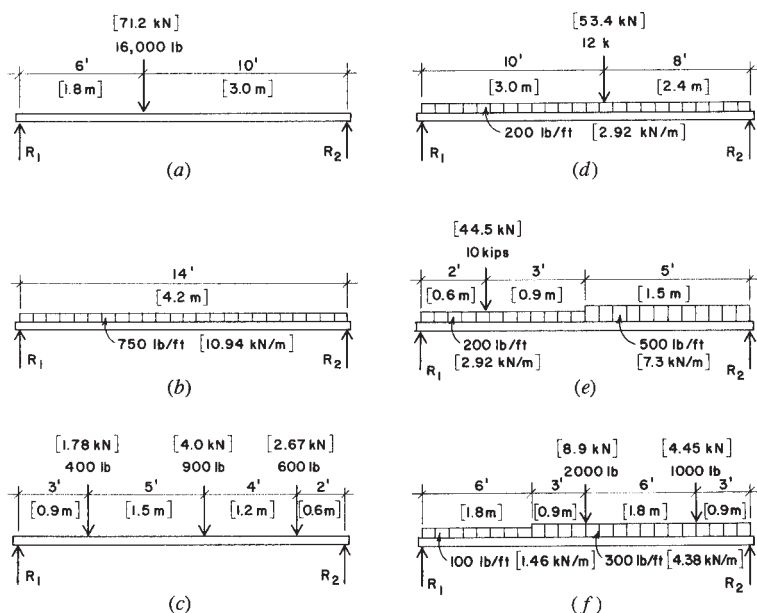 [71.2 kN]
16,000 lb
6' 10'
[1.8 m] [3.0 m]
R1 R2
(a)
14'
[4.2 m]
750 lb/ft [10.94 kN/m]
R1 R2
(b)
[1.78 kN] [4.0 kN] [2.67 kN]
400 lb 900 lb 600 lb
3' 5' 4' 2'
[0.9 m] [1.5 m] [1.2 m] [0.6m]
R1 R2
(c)
[53.4 kN]
12 k
10' 8'
[3.0 m] [2.4 m]
200 lb/ft [2.92 kN/m]
R1 R2
(d)
[44.5 kN]
10 kips
2' 3' 5'
[0.6 m] [0.9 m] [1.5 m]
200 lb/ft 500 lb/ft
R1 [2.92 kN/m] [7.3 kN/m] R2
(e)
[8.9 kN] [4.45 kN]
2000 lb 1000 lb
6' 3' 6' 3'
[1.8m] [0.9m] [1.8 m] [0.9m]
100 lb/ft [1.46 kN/m] 300 lb/ft [4.38 kN/m]
R1 R2
(f)